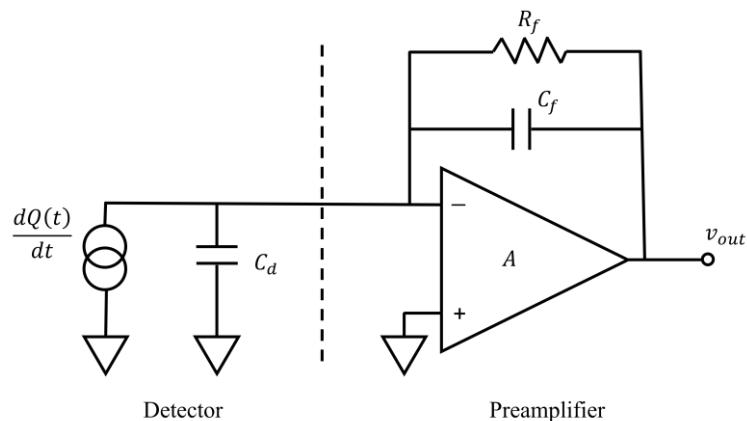 R_f
C_f
dQ(t)
dt
C_d
−
A
+
v_out
Detector
Preamplifier